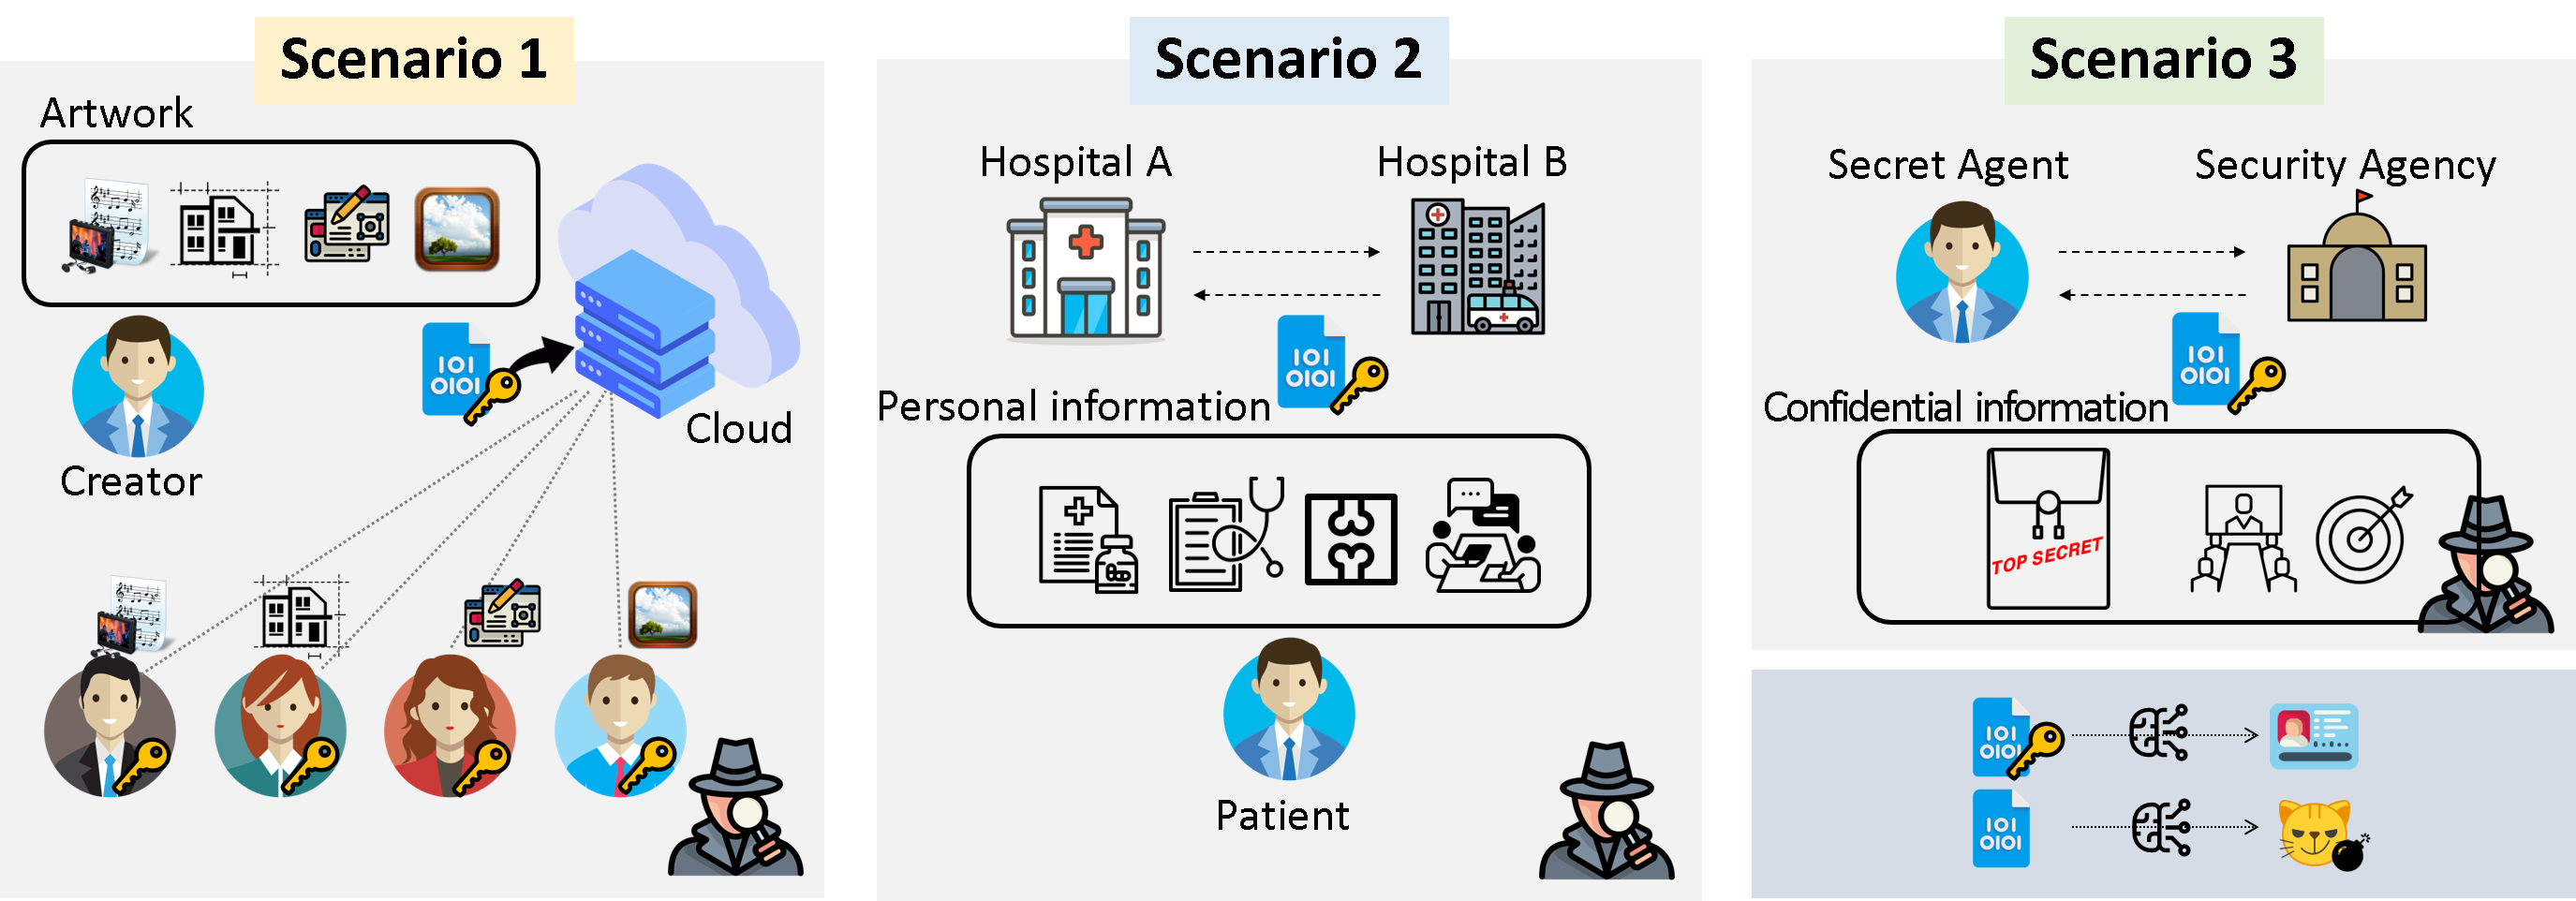 Scenario 1
Artwork
101
0101
Cloud
Creator
Scenario 2
Hospital A
Hospital B
101
0101
Personal information
Patient
Scenario 3
Secret Agent
Security Agency
101
0101
Confidential information
TOP SECRET
101
0101
101
0101